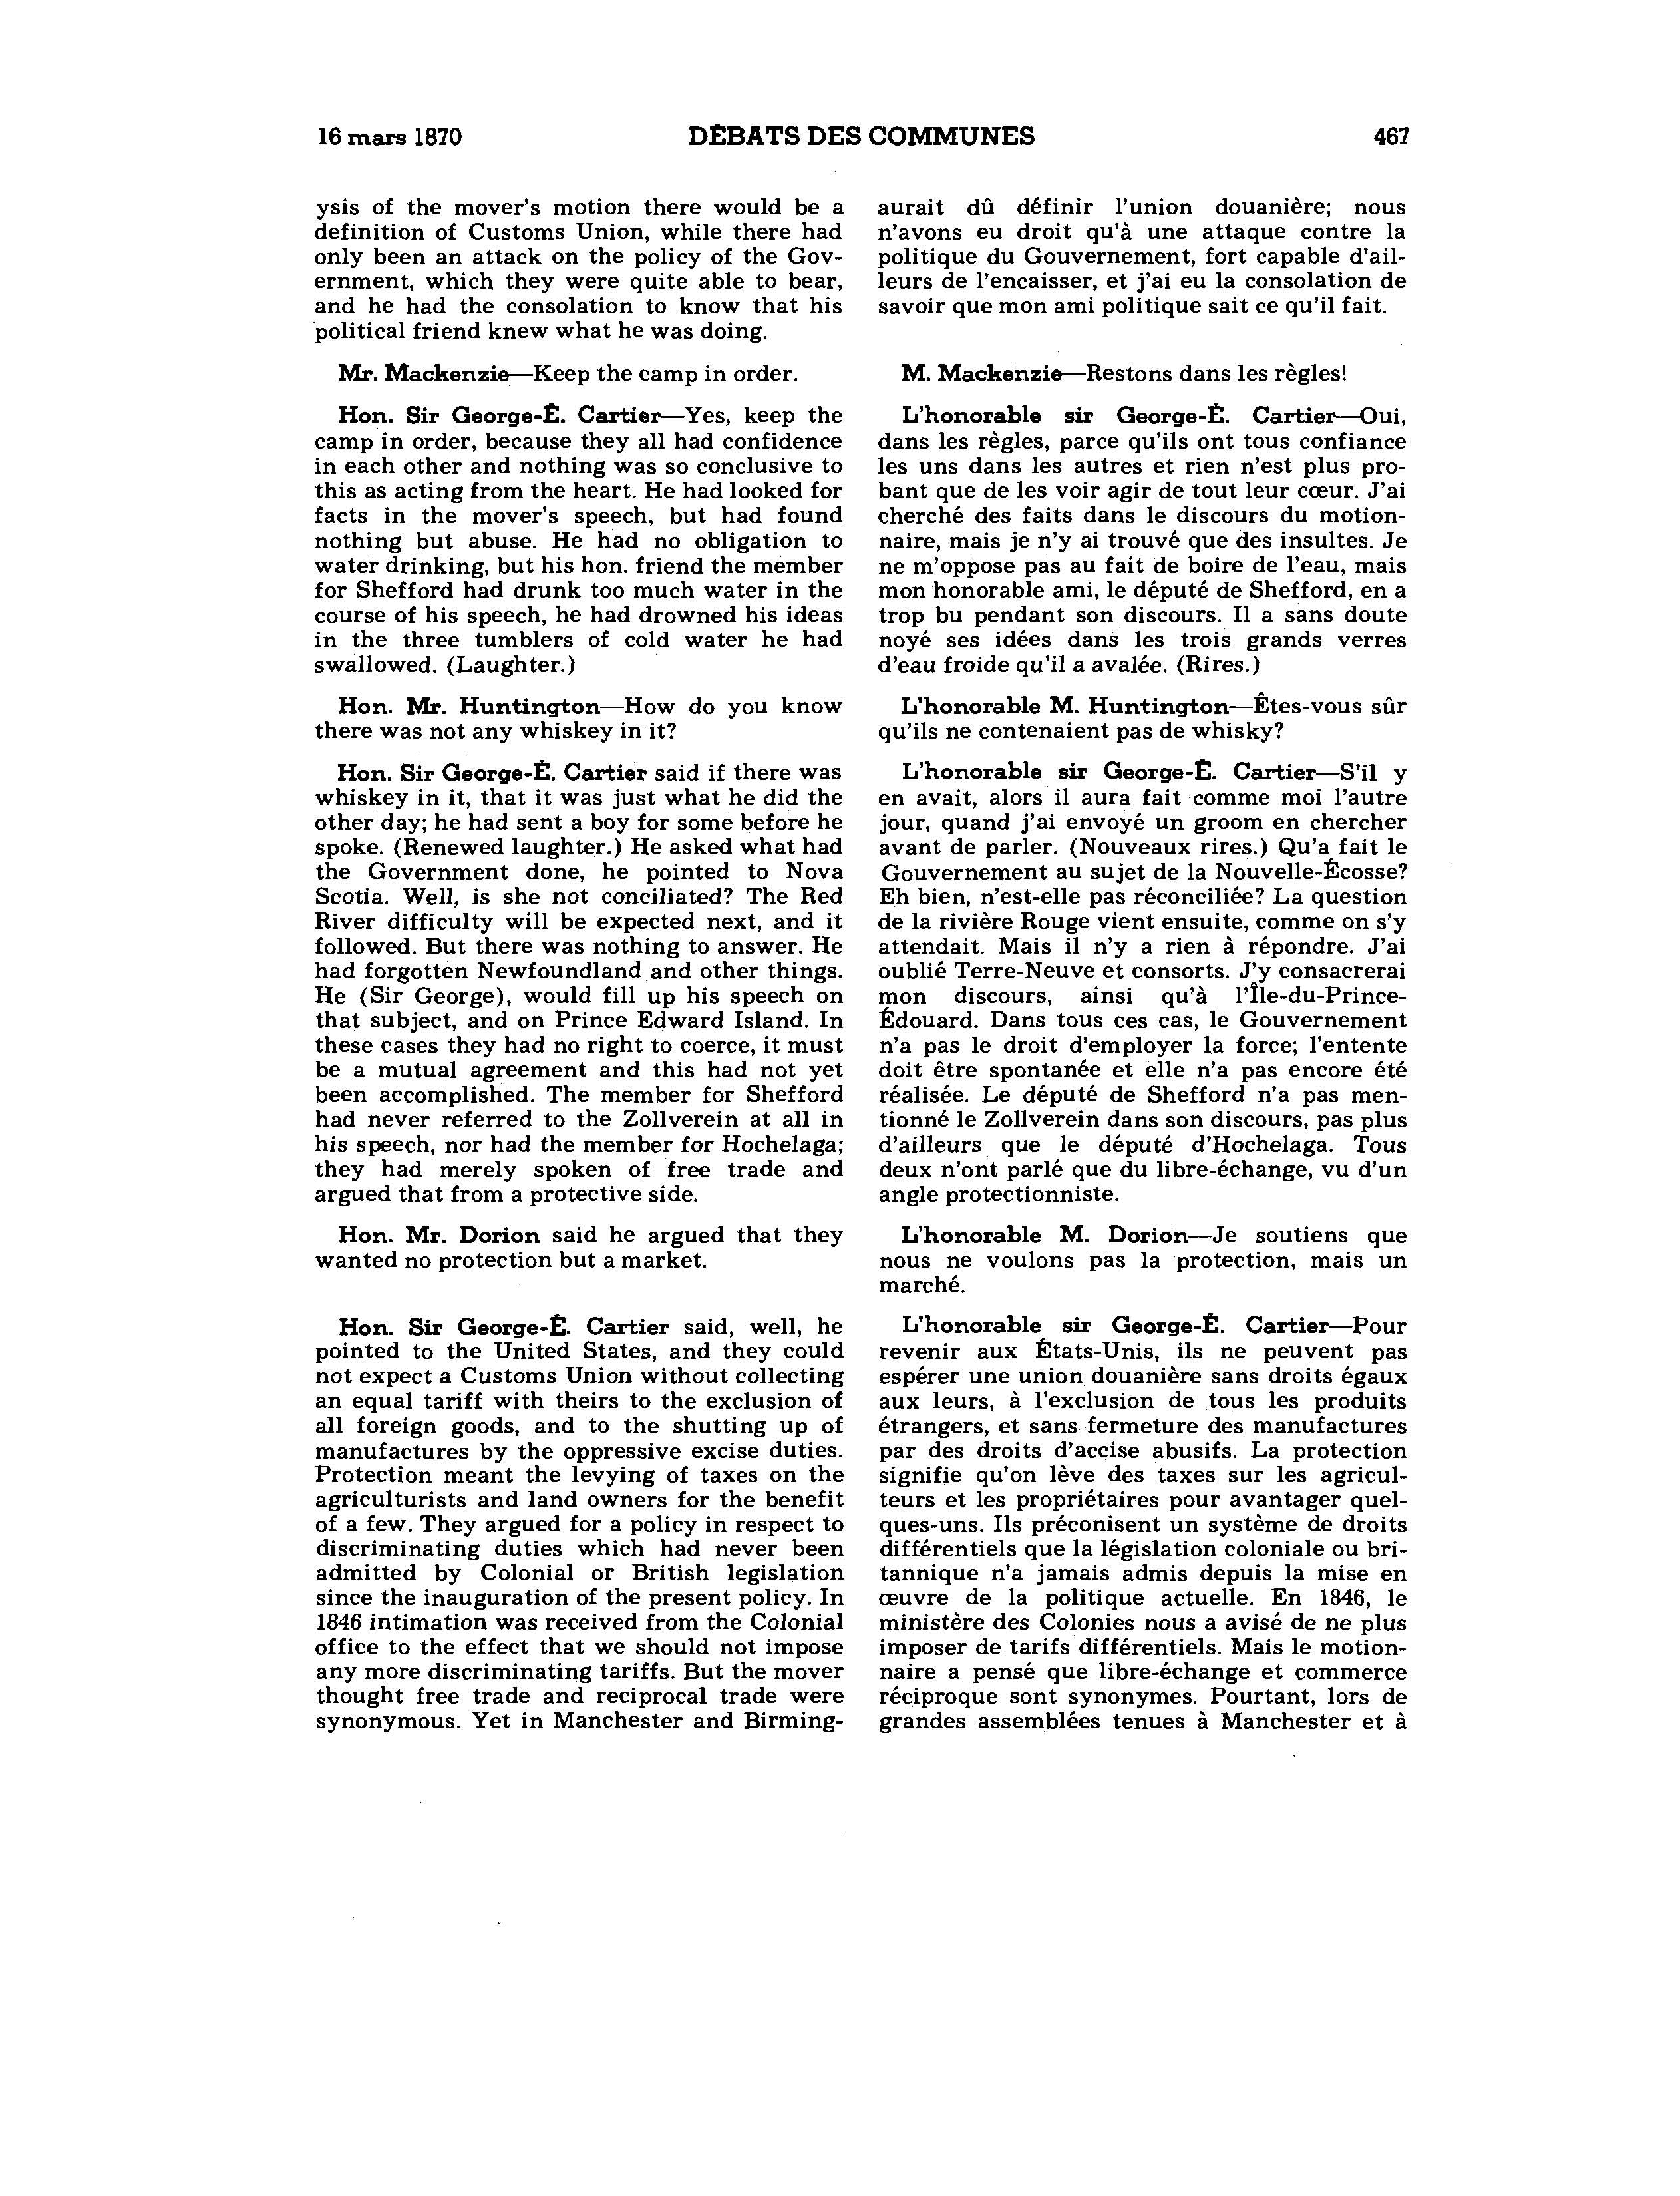 16 mars 1870 DÉBATS DES COMMUNES 467
ysis of the mover's motion there would be a
definition of Customs Union, while there had
only been an attack on the policy of the Gov-
ernment, which they were quite able to bear,
and he had the consolation to know that his
political friend knew what he was doing.
Mr. Mackenzie—Keep the camp in order.
Hon. Sir George-É. Cartier—Yes, keep the
camp in order, because they all had confidence
in each other and nothing was so conclusive to
this as acting from the heart. He had looked for
facts in the mover's speech, but had found
nothing but abuse. He had no obligation to
water drinking, but his hon. friend the member
for Shefford had drunk too much water in the
course of his speech, he had drowned his ideas
in the three tumblers of cold water he had
swallowed. (Laughter.)
Hon. Mr. Huntington—How do you know
there was not any whiskey in it?
Hon. Sir George-É. Cartier said if there was
whiskey in it, that it was just what he did the
other day; he had sent a boy for some before he
spoke. (Renewed laughter.) He asked what had
the Government done, he pointed to Nova
Scotia. Well, is she not conciliated? The Red
River difficulty will be expected next, and it
followed. But there was nothing to answer. He
had forgotten Newfoundland and other things.
He (Sir George), would fill up his speech on
that subject, and on Prince Edward Island. In
these cases they had no right to coerce, it must
be a mutual agreement and this had not yet
been accomplished. The member for Shefford
had never referred to the Zollverein at all in
his speech, nor had the member for Hochelaga;
they had merely spoken of free trade and
argued that from a protective side.
Hon. Mr. Dorion said he argued that they
wanted no protection but a market.
Hon. Sir George-É. Cartier said, well, he
pointed to the United States, and they could
not expect a Customs Union without collecting
an equal tariff with theirs to the exclusion of
all foreign goods, and to the shutting up of
manufactures by the oppressive excise duties.
Protection meant the levying of taxes on the
agriculturists and land owners for the benefit
of a few. They argued for a policy in respect to
discriminating duties which had never been
admitted by Colonial or British legislation
since the inauguration of the present policy. In
1846 intimation was received from the Colonial
office to the effect that we should not impose
any more discriminating tariffs. But the mover
thought free trade and reciprocal trade were
synonymous. Yet in Manchester and Birming-
aurait dû définir l'union douanière; nous
n'avons eu droit qu'à une attaque contre la
politique du Gouvernement, fort capable d'ail-
leurs de l'encaisser, et j'ai eu la consolation de
savoir que mon ami politique sait ce qu'il fait.
M. Mackenzie—Restons dans les règles!
L'honorable sir George-É. Cartier—Oui,
dans les règles, parce qu'ils ont tous confiance
les uns dans les autres et rien n'est plus pro-
bant que de les voir agir de tout leur cœur. J'ai
cherché des faits dans le discours du motion-
naire, mais je n'y ai trouvé que des insultes. Je
ne m'oppose pas au fait de boire de l'eau, mais
mon honorable ami, le député de Shefford, en a
trop bu pendant son discours. Il a sans doute
noyé ses idées dans les trois grands verres
d'eau froide qu'il a avalée. (Rires.)
L'honorable M. Huntington—Êtes-vous sûr
qu'ils ne contenaient pas de whisky?
L'honorable sir George-É. Cartier—S'il y
en avait, alors il aura fait comme moi l'autre
jour, quand j'ai envoyé un groom en chercher
avant de parler. (Nouveaux rires.) Qu'a fait le
Gouvernement au sujet de la Nouvelle-Écosse?
Eh bien, n'est-elle pas réconciliée? La question
de la rivière Rouge vient ensuite, comme on s'y
attendait. Mais il n'y a rien à répondre. J'ai
oublié Terre-Neuve et consorts. J'y consacrerai
mon discours, ainsi qu'à l'Île-du-Prince-
Édouard. Dans tous ces cas, le Gouvernement
n'a pas le droit d'employer la force; l'entente
doit être spontanée et elle n'a pas encore été
réalisée. Le député de Shefford n'a pas men-
tionné le Zollverein dans son discours, pas plus
d'ailleurs que le député d'Hochelaga. Tous
deux n'ont parlé que du libre-échange, vu d'un
angle protectionniste.
L'honorable M. Dorion—Je soutiens que
nous ne voulons pas la protection, mais un
marché.
L'honorable sir George-É. Cartier—Pour
revenir aux États-Unis, ils ne peuvent pas
espérer une union douanière sans droits égaux
aux leurs, à l'exclusion de tous les produits
étrangers, et sans fermeture des manufactures
par des droits d'accise abusifs. La protection
signifie qu'on lève des taxes sur les agricul-
teurs et les propriétaires pour avantager quel-
ques-uns. Ils préconisent un système de droits
différentiels que la législation coloniale ou bri-
tannique n'a jamais admis depuis la mise en
œuvre de la politique actuelle. En 1846, le
ministère des Colonies nous a avisé de ne plus
imposer de tarifs différentiels. Mais le motion-
naire a pensé que libre-échange et commerce
réciproque sont synonymes. Pourtant, lors de
grandes assemblées tenues à Manchester et à